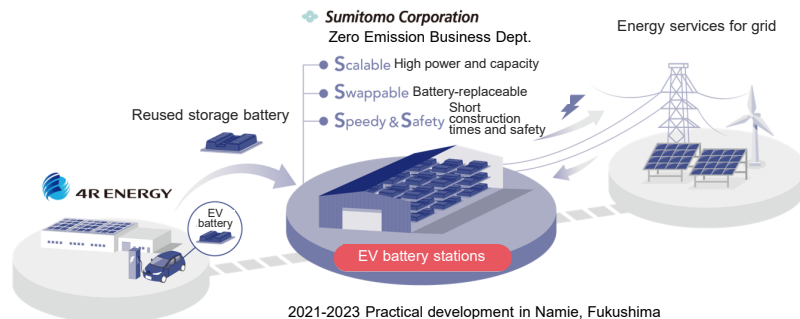 Sumitomo Corporation
Zero Emission Business Dept.
Scalable High power and capacity
Swappable Battery-replaceable
Speedy & Safety Short
construction
times and safety
Energy services for grid
Reused storage battery
4R ENERGY
EV
battery
EV battery stations
2021-2023 Practical development in Namie, Fukushima